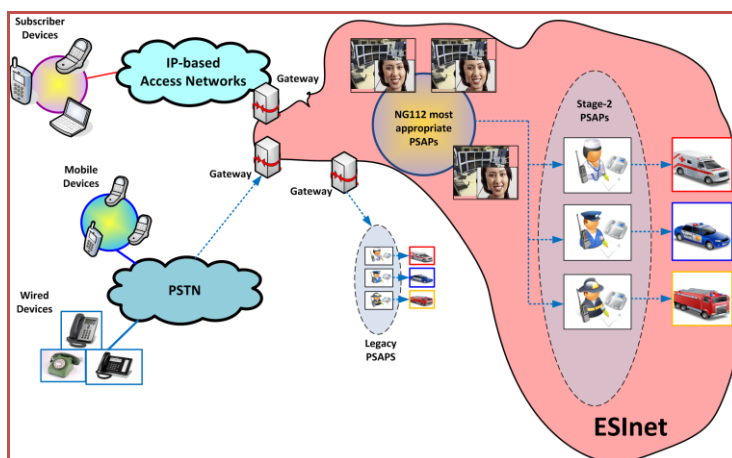 Subscriber
Devices
IP-based
Access Networks
Gateway
NG112 most
appropriate
PSAPs
Stage-2
PSAPs
Mobile
Devices
Gateway
Gateway
PSTN
Wired
Devices
Legacy
PSAPS
ESInet